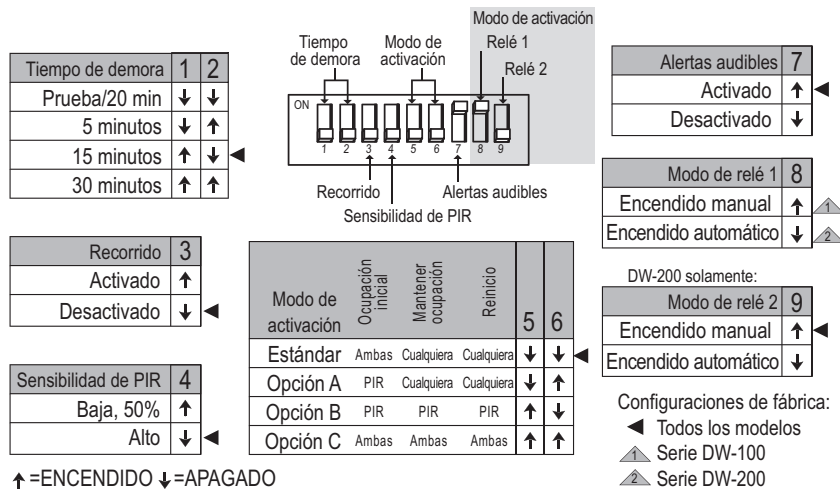 Tiempo de demora 1 2
Prueba/20 min ↓ ↓
5 minutos ↓ ↑
15 minutos ↑ ↓ ◄
30 minutos ↑ ↑
Recorrido 3
Activado ↑
Desactivado ↓ ◄
Sensibilidad de PIR 4
Baja, 50% ↑
Alto ↓ ◄
↑=ENCENDIDO ↓=APAGADO
Modo de activación
Tiempo
de demora
Modo de
activación
Relé 1
Relé 2
ON
1 2 3 4 5 6 7 8 9
Recorrido
Alertas audibles
Sensibilidad de PIR
Modo de
activación
Ocupación
inicial
Mantener
ocupación
Reinicio
5 6
Estándar Ambas Cualquiera Cualquiera ↓ ↓ ◄
Opción A PIR Cualquiera Cualquiera ↓ ↑
Opción B PIR PIR PIR ↑ ↓
Opción C Ambas Ambas Ambas ↑ ↑
Alertas audibles 7
Activado ↑ ◄
Desactivado ↓
Modo de relé 1 8
Encendido manual ↑ 1
Encendido automático ↓ 2
DW-200 solamente:
Modo de relé 2 9
Encendido manual ↑ ◄
Encendido automático ↓
Configuraciones de fábrica:
◄ Todos los modelos
1 Serie DW-100
2 Serie DW-200